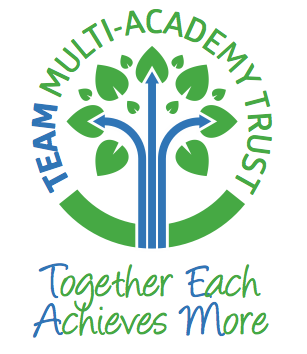 TEAM MULTI-ACADEMY TRUST
Together Each
Achieves More